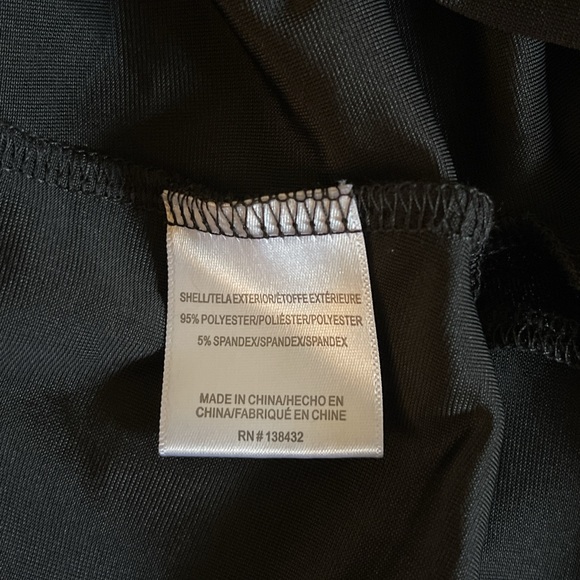 SHELL/TELA EXTERIOR/ÉTOFFE EXTÉRIEURE
95% POLYESTER/POLIÉSTER/POLYESTER
5% SPANDEX/SPANDEX/SPANDEX
MADE IN CHINA/HECHO EN
CHINA/FABRIQUÉ EN CHINE
RN # 138432